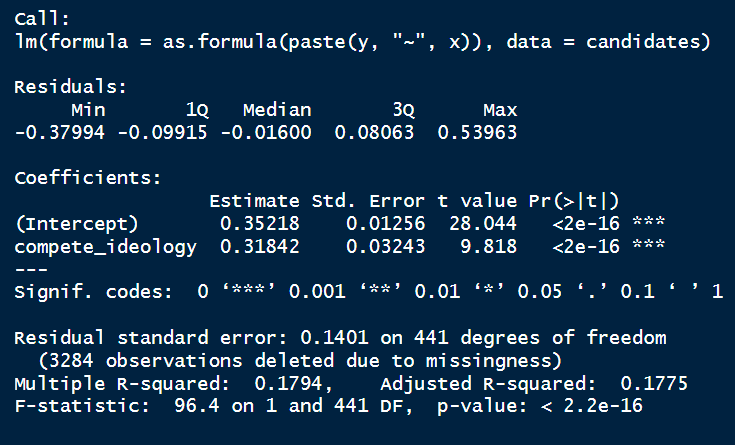 Call:
lm(formula = as.formula(paste(y, "~", x)), data = candidates)
Residuals:
Min 1Q Median 3Q Max
-0.37994 -0.09915 -0.01600 0.08063 0.53963
Coefficients:
Estimate Std. Error t value Pr(>|t|)
(Intercept) 0.35218 0.01256 28.044 <2e-16 ***
compete_ideology 0.31842 0.03243 9.818 <2e-16 ***
---
Signif. codes: 0 ‘***’ 0.001 ‘**’ 0.01 ‘*’ 0.05 ‘.’ 0.1 ‘ ’ 1
Residual standard error: 0.1401 on 441 degrees of freedom
(3284 observations deleted due to missingness)
Multiple R-squared: 0.1794, Adjusted R-squared: 0.1775
F-statistic: 96.4 on 1 and 441 DF, p-value: < 2.2e-16